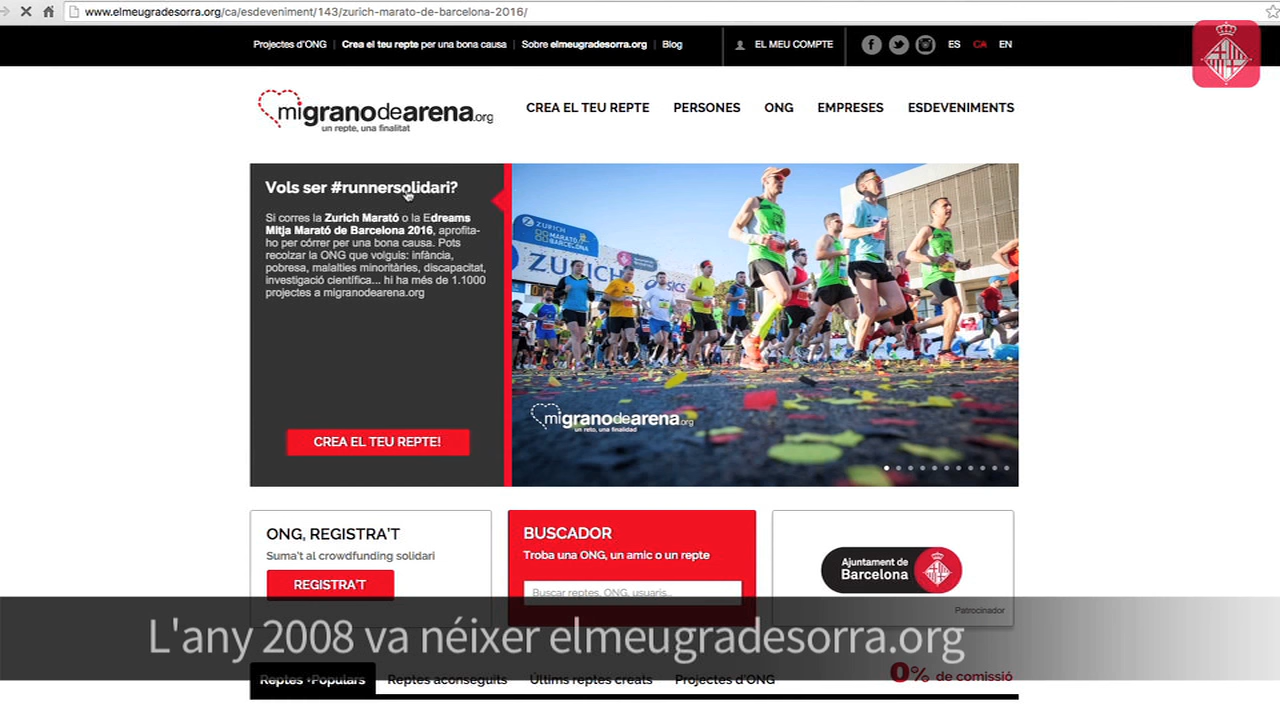 www.elmeugradesorra.org/ca/esdeveniment/143/zurich-marato-de-barcelona-2016/
Projectes d'ONG | Crea el teu repte per una bona causa | Sobre elmeugradesorra.org | Blog
EL MEU COMPTE
ES CA EN
migranodearena.org
un repte, una finalitat
CREA EL TEU REPTE PERSONES ONG EMPRESES ESDEVENIMENTS
Vols ser #runnersolidari?
Si corres la Zurich Marató o la Edreams
Mitja Marató de Barcelona 2016, aprofita-
ho per córrer per una bona causa. Pots
recolzar la ONG que volguis: infància,
pobresa, malalties minoritàries, discapacitat,
investigació científica... hi ha més de 1.1000
projectes a migranodearena.org
CREA EL TEU REPTE!
ZURICH
MARATÓ
BARCELONA
ZURICH
ASICS
migranodearena.org
un reto, una finalidad
ONG, REGISTRA'T
Suma't al crowdfunding solidari
REGISTRA'T
BUSCADOR
Troba una ONG, un amic o un repte
Buscar reptes, ONG, usuaris..
Ajuntament de
Barcelona
Patrocinador
L'any 2008 va néixer elmeugradesorra.org
Reptes +Populars Reptes aconseguits Últims reptes creats Projectes d'ONG
0% de comissió